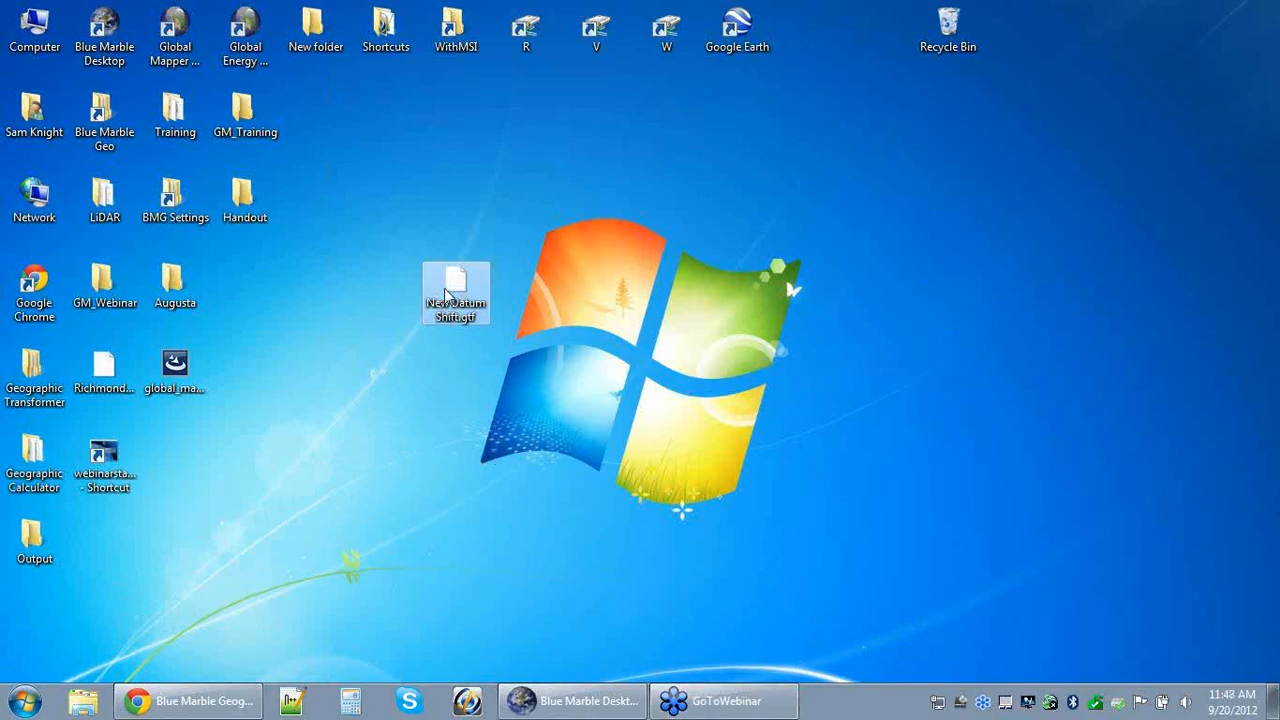 Computer
Blue Marble
Desktop
Global
Mapper ...
Global
Energy ...
New folder
Shortcuts
WithMSI
R
V
W
Google Earth
Recycle Bin
Sam Knight
Blue Marble
Geo
Training
GM_Training
Network
LiDAR
BMG Settings
Handout
Google
Chrome
GM_Webinar
Augusta
New Datum
Shift.gtf
Geographic
Transformer
Richmond...
global_ma...
Geographic
Calculator
webinarsta...
- Shortcut
Output
Blue Marble Geog...
Blue Marble Deskt...
GoToWebinar
11:48 AM
9/20/2012